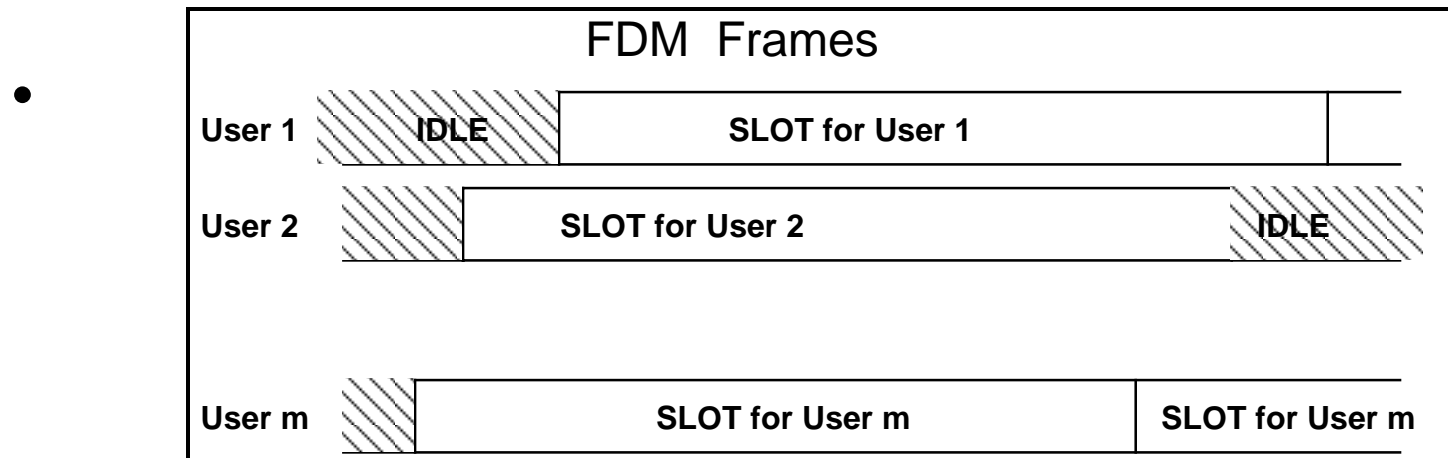 FDM Frames
•
User 1 IDLE SLOT for User 1
User 2 SLOT for User 2 IDLE
User m SLOT for User m SLOT for User m